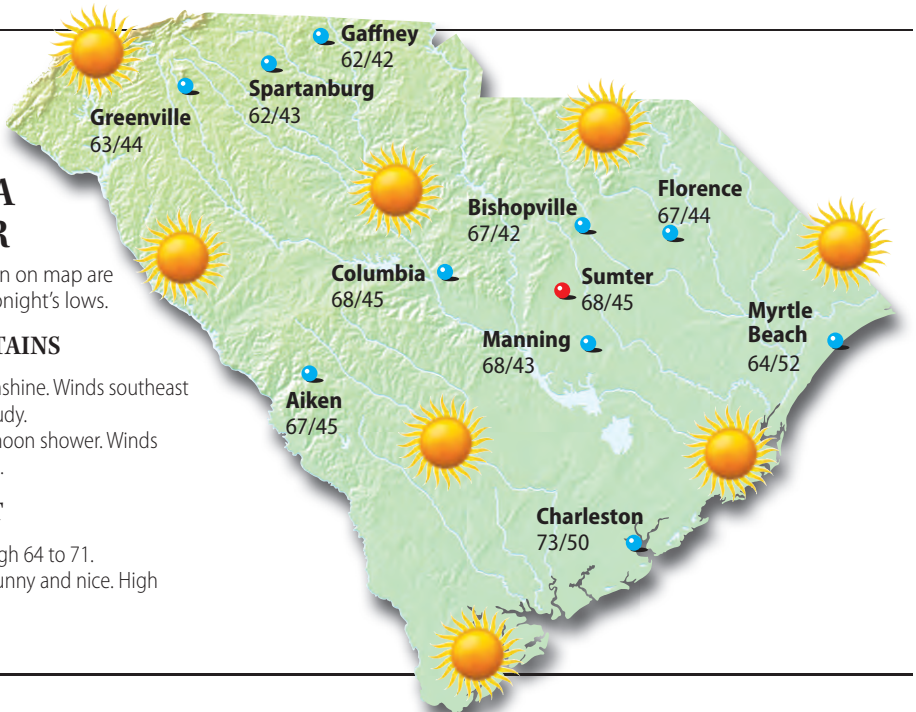 A
R
n on map are
onight's lows.
TAINS
nshine. Winds southeast
udy.
noon shower. Winds
.
T
gh 64 to 71.
unny and nice. High
Gaffney
62/42
Spartanburg
62/43
Greenville
63/44
Bishopville
67/42
Florence
67/44
Columbia
68/45
Sumter
68/45
Manning
68/43
Myrtle
Beach
64/52
Aiken
67/45
Charleston
73/50